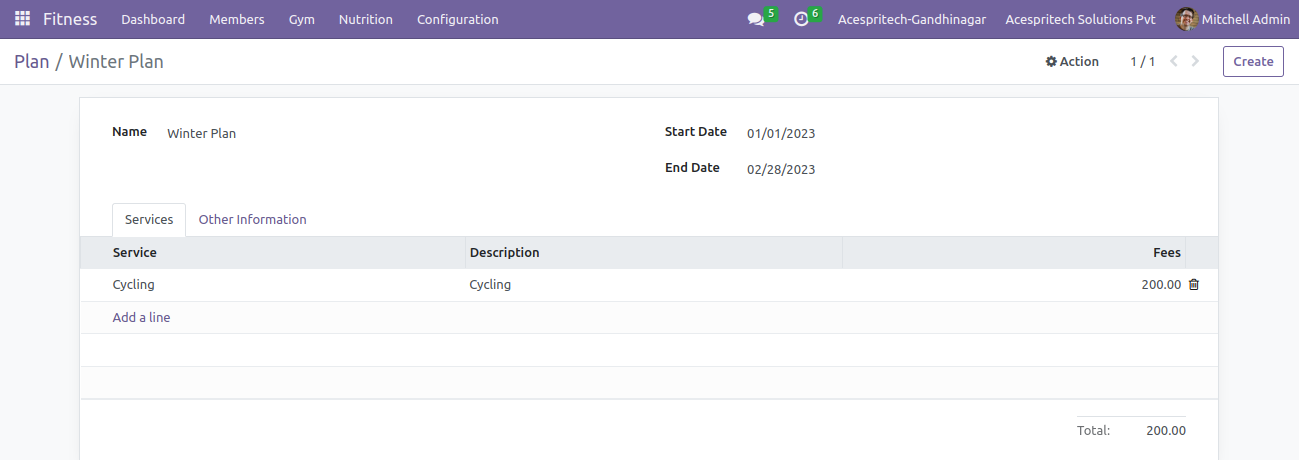 Fitness Dashboard Members Gym Nutrition Configuration 5 6 Acespritech-Gandhinagar Acespritech Solutions Pvt Mitchell Admin
Plan / Winter Plan Action 1 / 1 Create
Name Winter Plan Start Date 01/01/2023
End Date 02/28/2023
Services Other Information
Service Description Fees
Cycling Cycling 200.00
Add a line
Total: 200.00